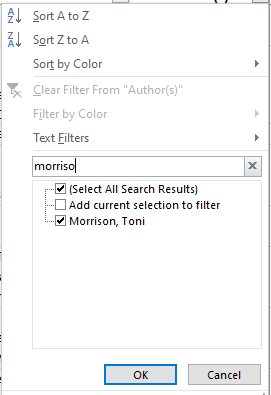 Sort A to Z
Sort Z to A
Sort by Color
Clear Filter From "Author(s)"
Filter by Color
Text Filters
morriso
(Select All Search Results)
Add current selection to filter
Morrison, Toni
OK Cancel